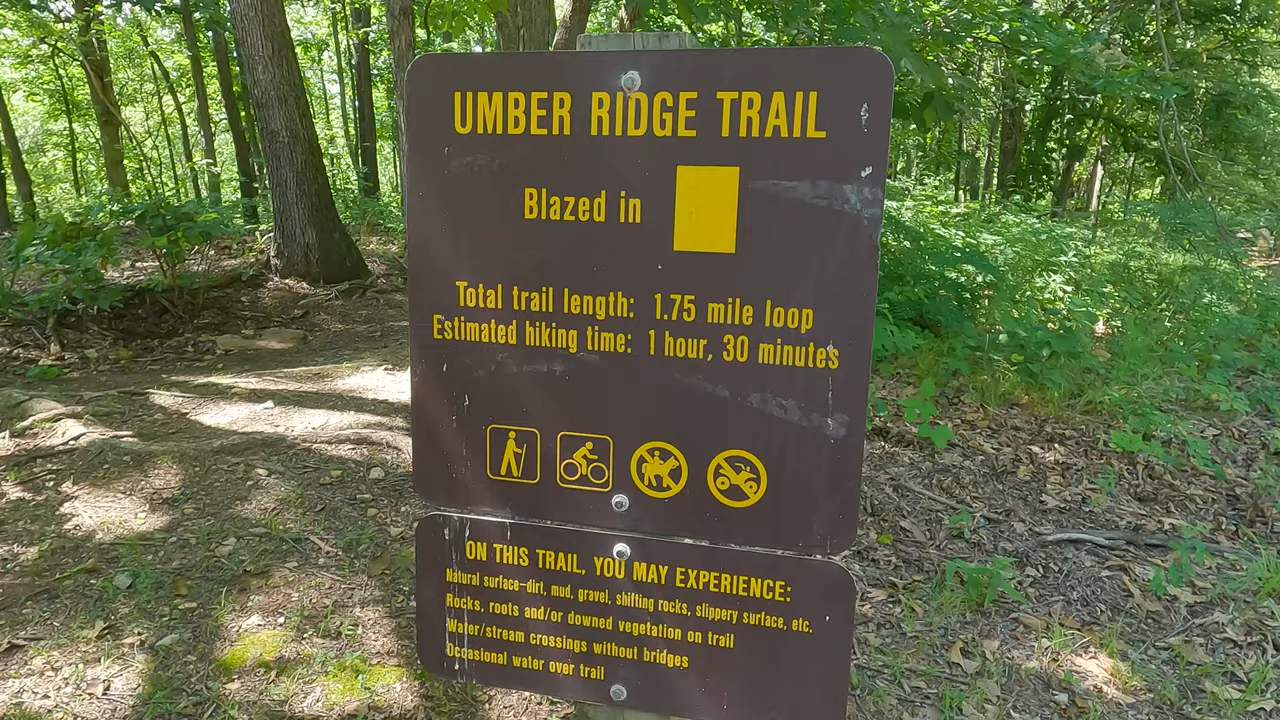 UMBER RIDGE TRAIL
Blazed in
Total trail length: 1.75 mile loop
Estimated hiking time: 1 hour, 30 minutes
ON THIS TRAIL, YOU MAY EXPERIENCE:
Natural surface-dirt, mud, gravel, shifting rocks, slippery surface, etc.
Rocks, roots and/or downed vegetation on trail
Water/stream crossings without bridges
Occasional water over trail